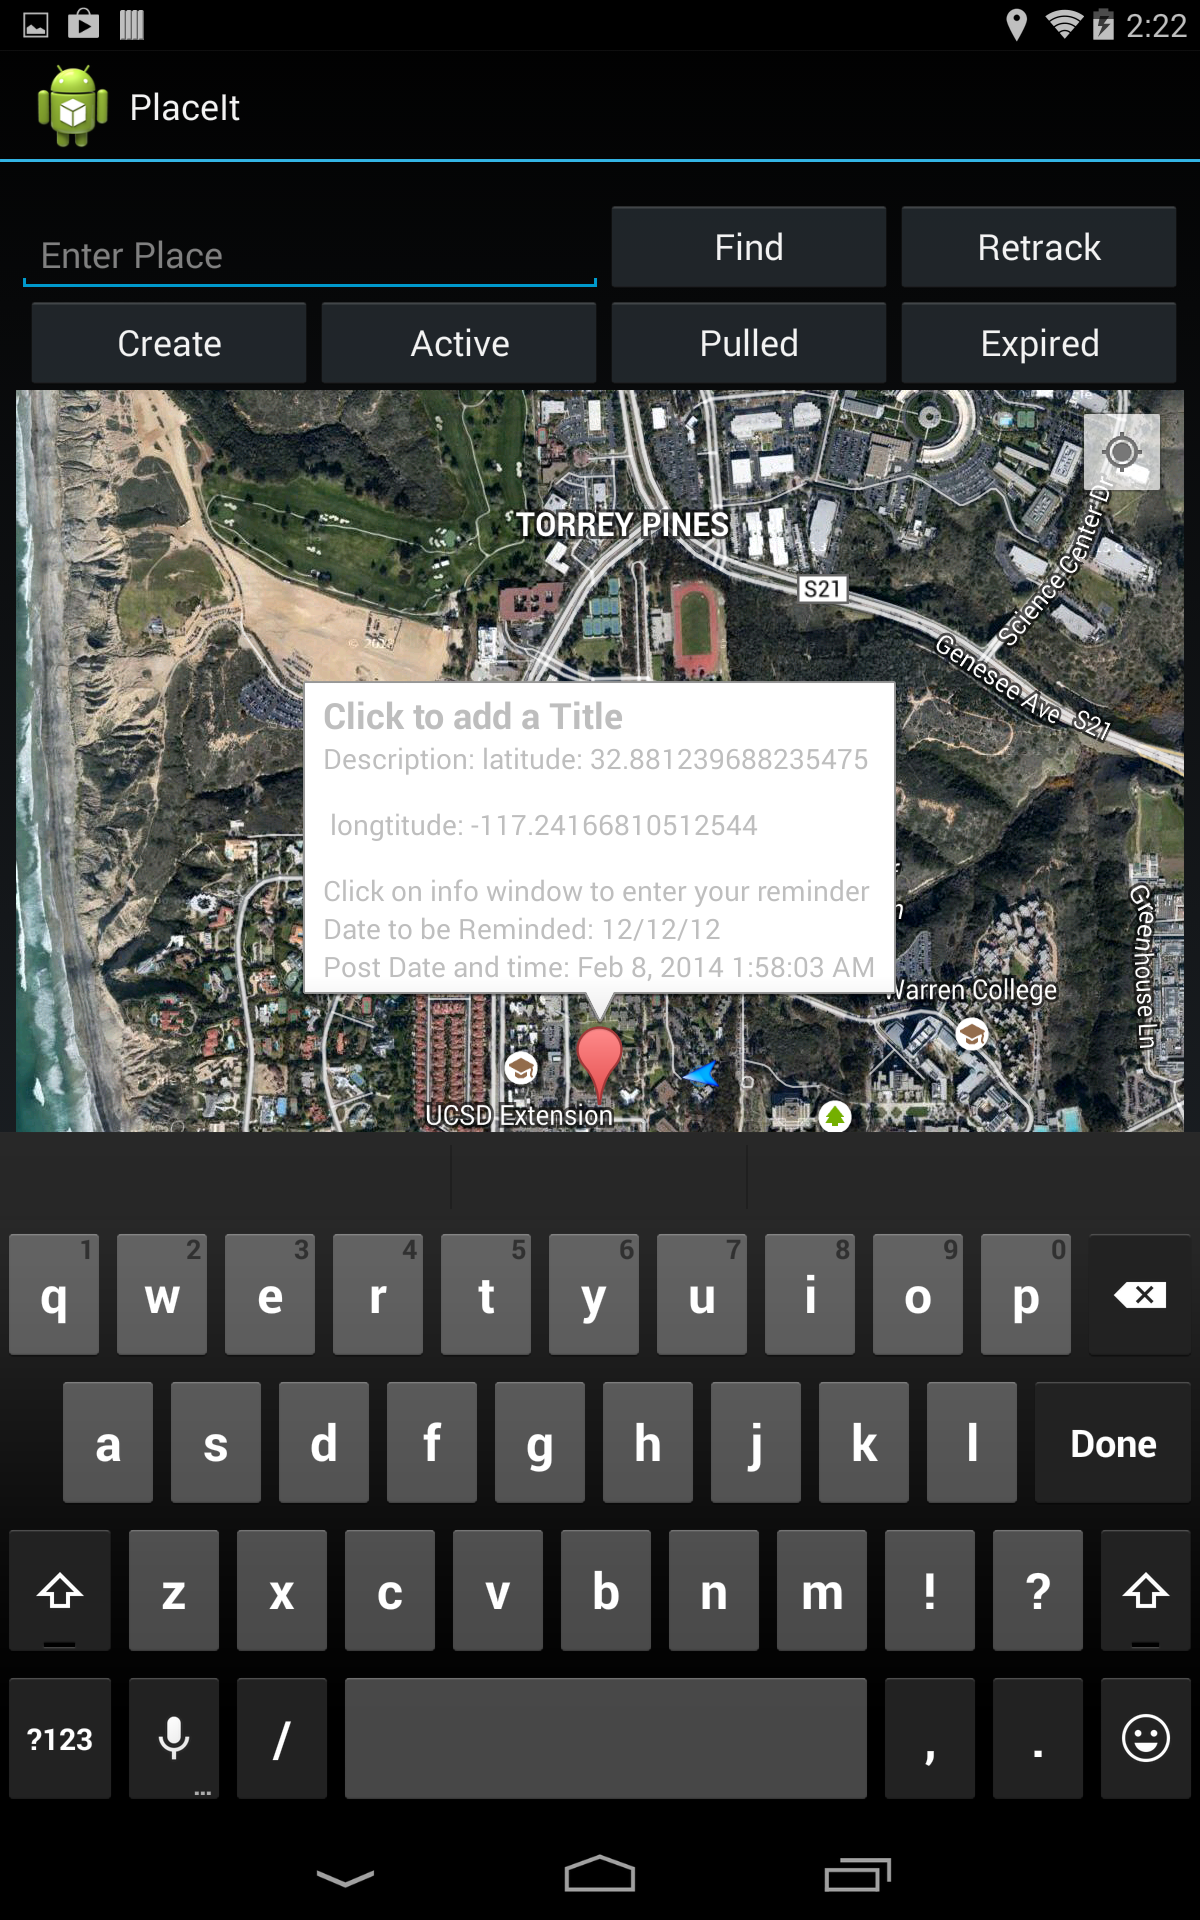 2:22
PlaceIt
Enter Place
Find
Retrack
Create
Active
Pulled
Expired
TORREY PINES
S21
Science Center Dr
Genesee Ave S21
Click to add a Title
Description: latitude: 32.881239688235475
longtitude: -117.24166810512544
Click on info window to enter your reminder
Date to be Reminded: 12/12/12
Post Date and time: Feb 8, 2014 1:58:03 AM
Greenhouse Ln
Warren College
UCSD Extension
1 2 3 4 5 6 7 8 9 0
q w e r t y u i o p
a s d f g h j k l Done
z x c v b n m ! ?
?123 / , .